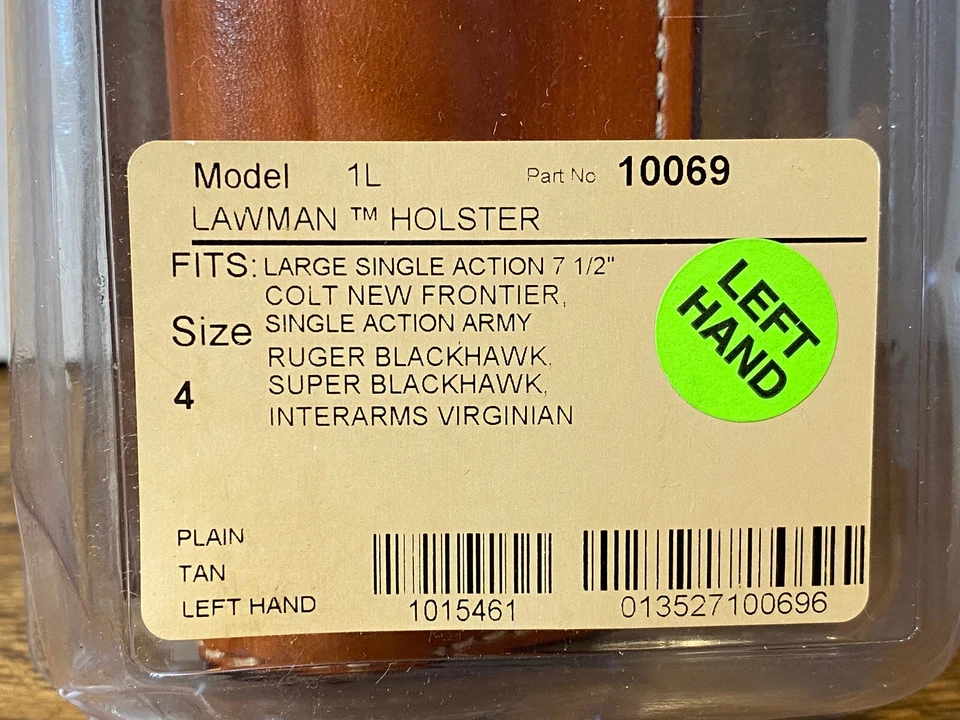 Model 1L Part No 10069
LAWMAN ™ HOLSTER
FITS: LARGE SINGLE ACTION 7 1/2"
COLT NEW FRONTIER,
Size SINGLE ACTION ARMY
RUGER BLACKHAWK,
4 SUPER BLACKHAWK,
INTERARMS VIRGINIAN
LEFT
HAND
PLAIN
TAN
LEFT HAND
1015461
013527100696